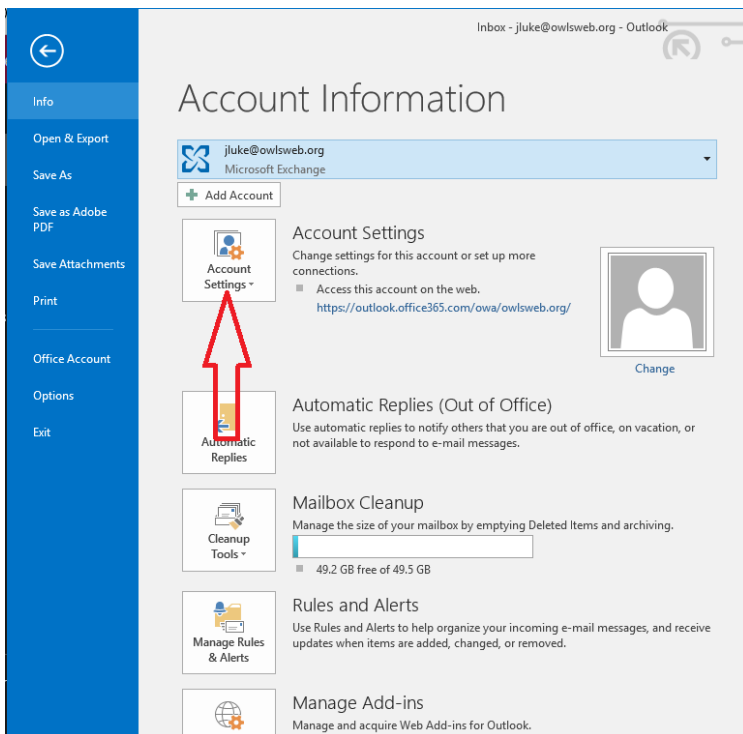 Inbox - jluke@owlsweb.org - Outlook
Info
Open & Export
Save As
Save as Adobe
PDF
Save Attachments
Print
Office Account
Options
Exit
Account Information
jluke@owlsweb.org
Microsoft Exchange
Add Account
Account
Settings
Account Settings
Change settings for this account or set up more
connections.
Access this account on the web.
https://outlook.office365.com/owa/owlsweb.org/
Change
Automatic
Replies
Automatic Replies (Out of Office)
Use automatic replies to notify others that you are out of office, on vacation, or
not available to respond to e-mail messages.
Cleanup
Tools
Mailbox Cleanup
Manage the size of your mailbox by emptying Deleted Items and archiving.
49.2 GB free of 49.5 GB
Manage Rules
& Alerts
Rules and Alerts
Use Rules and Alerts to help organize your incoming e-mail messages, and receive
updates when items are added, changed, or removed.
Manage Add-ins
Manage and acquire Web Add-ins for Outlook.